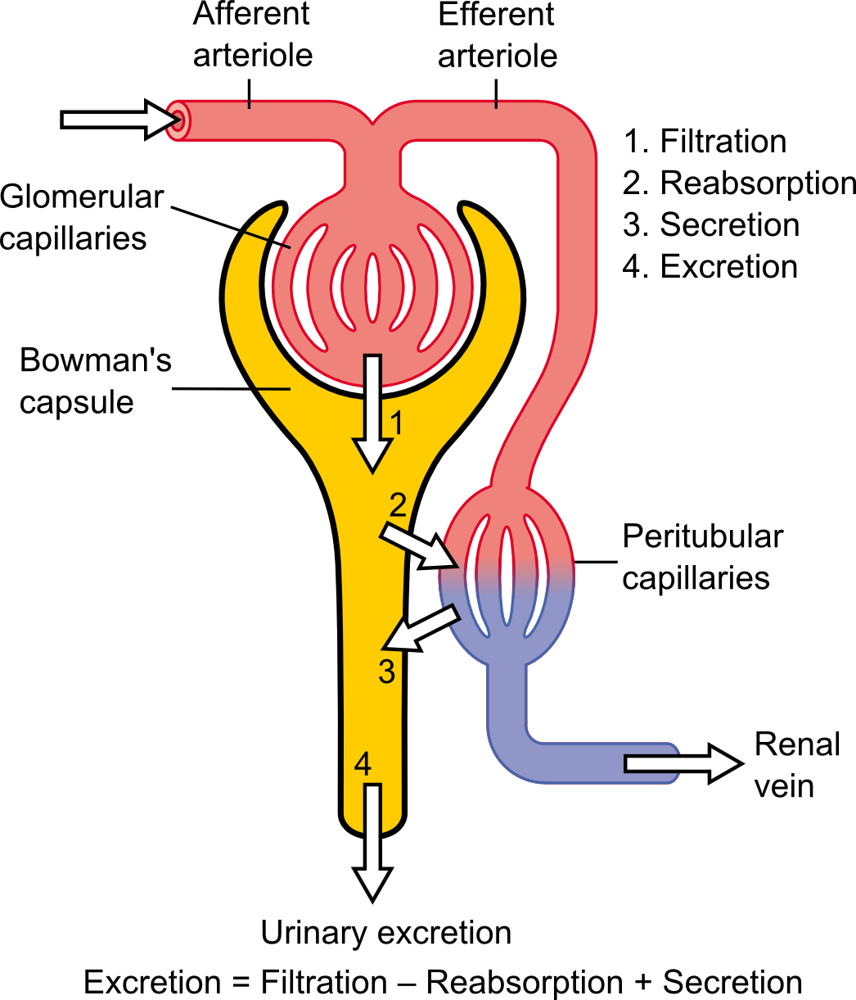 Afferent
arteriole
Efferent
arteriole
1. Filtration
2. Reabsorption
3. Secretion
4. Excretion
Glomerular
capillaries
Bowman's
capsule
1
2
Peritubular
capillaries
3
4
Renal
vein
Urinary excretion
Excretion = Filtration – Reabsorption + Secretion